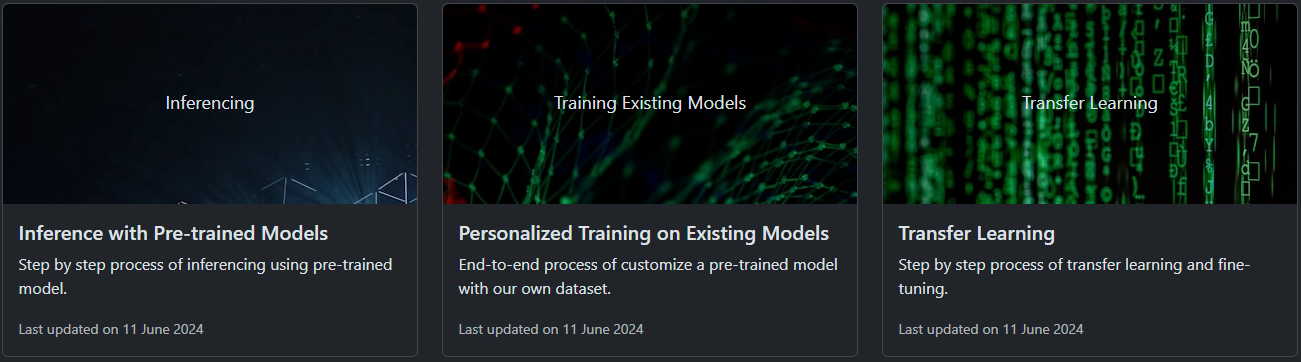 Inferencing
Inference with Pre-trained Models
Step by step process of inferencing using pre-trained
model.
Last updated on 11 June 2024
Training Existing Models
Personalized Training on Existing Models
End-to-end process of customize a pre-trained model
with our own dataset.
Last updated on 11 June 2024
Transfer Learning
Transfer Learning
Step by step process of transfer learning and fine-
tuning.
Last updated on 11 June 2024